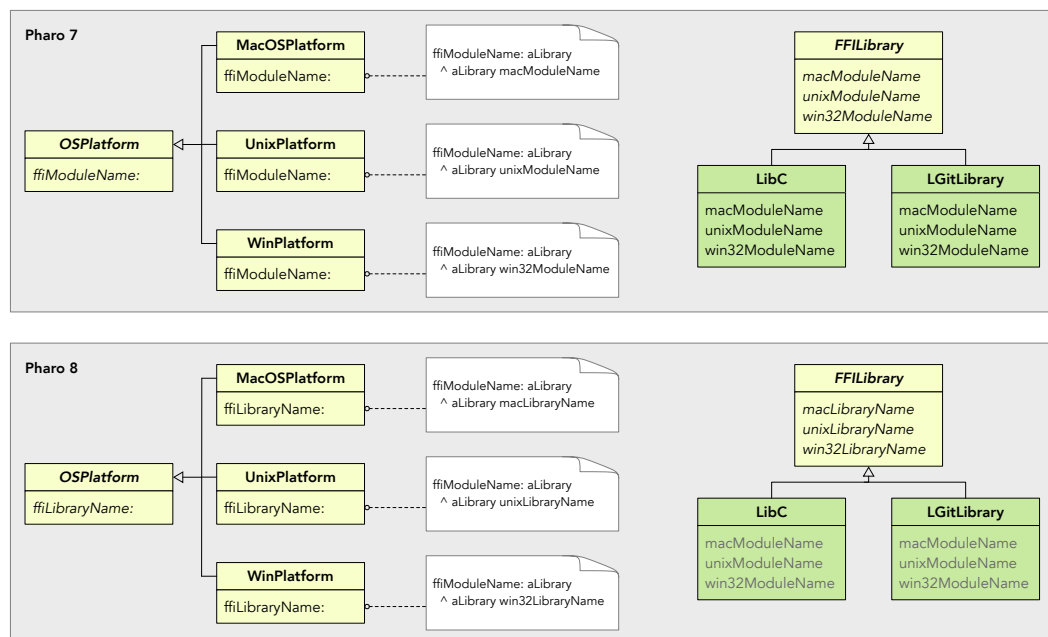 Pharo 7
MacOSPlatform
ffiModuleName:
ffiModuleName: aLibrary
^ aLibrary macModuleName
OSPlatform
ffiModuleName:
UnixPlatform
ffiModuleName:
ffiModuleName: aLibrary
^ aLibrary unixModuleName
WinPlatform
ffiModuleName:
ffiModuleName: aLibrary
^ aLibrary win32ModuleName
FFILibrary
macModuleName
unixModuleName
win32ModuleName
LibC
macModuleName
unixModuleName
win32ModuleName
LGitLibrary
macModuleName
unixModuleName
win32ModuleName
Pharo 8
MacOSPlatform
ffiLibraryName:
ffiModuleName: aLibrary
^ aLibrary macLibraryName
OSPlatform
ffiLibraryName:
UnixPlatform
ffiLibraryName:
ffiModuleName: aLibrary
^ aLibrary unixLibraryName
WinPlatform
ffiLibraryName:
ffiModuleName: aLibrary
^ aLibrary win32LibraryName
FFILibrary
macLibraryName
unixLibraryName
win32LibraryName
LibC
macModuleName
unixModuleName
win32ModuleName
LGitLibrary
macModuleName
unixModuleName
win32ModuleName